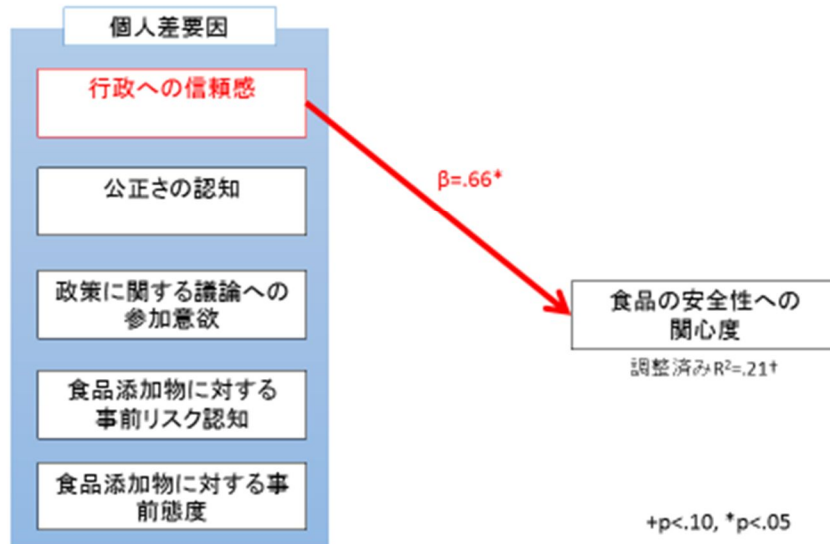 個人差要因
行政への信頼感
公正さの認知
政策に関する議論への
参加意欲
食品添加物に対する
事前リスク認知
食品添加物に対する事
前態度
β=.66*
食品の安全性への
関心度
調整済みR²=.21†
+p<.10, *p<.05